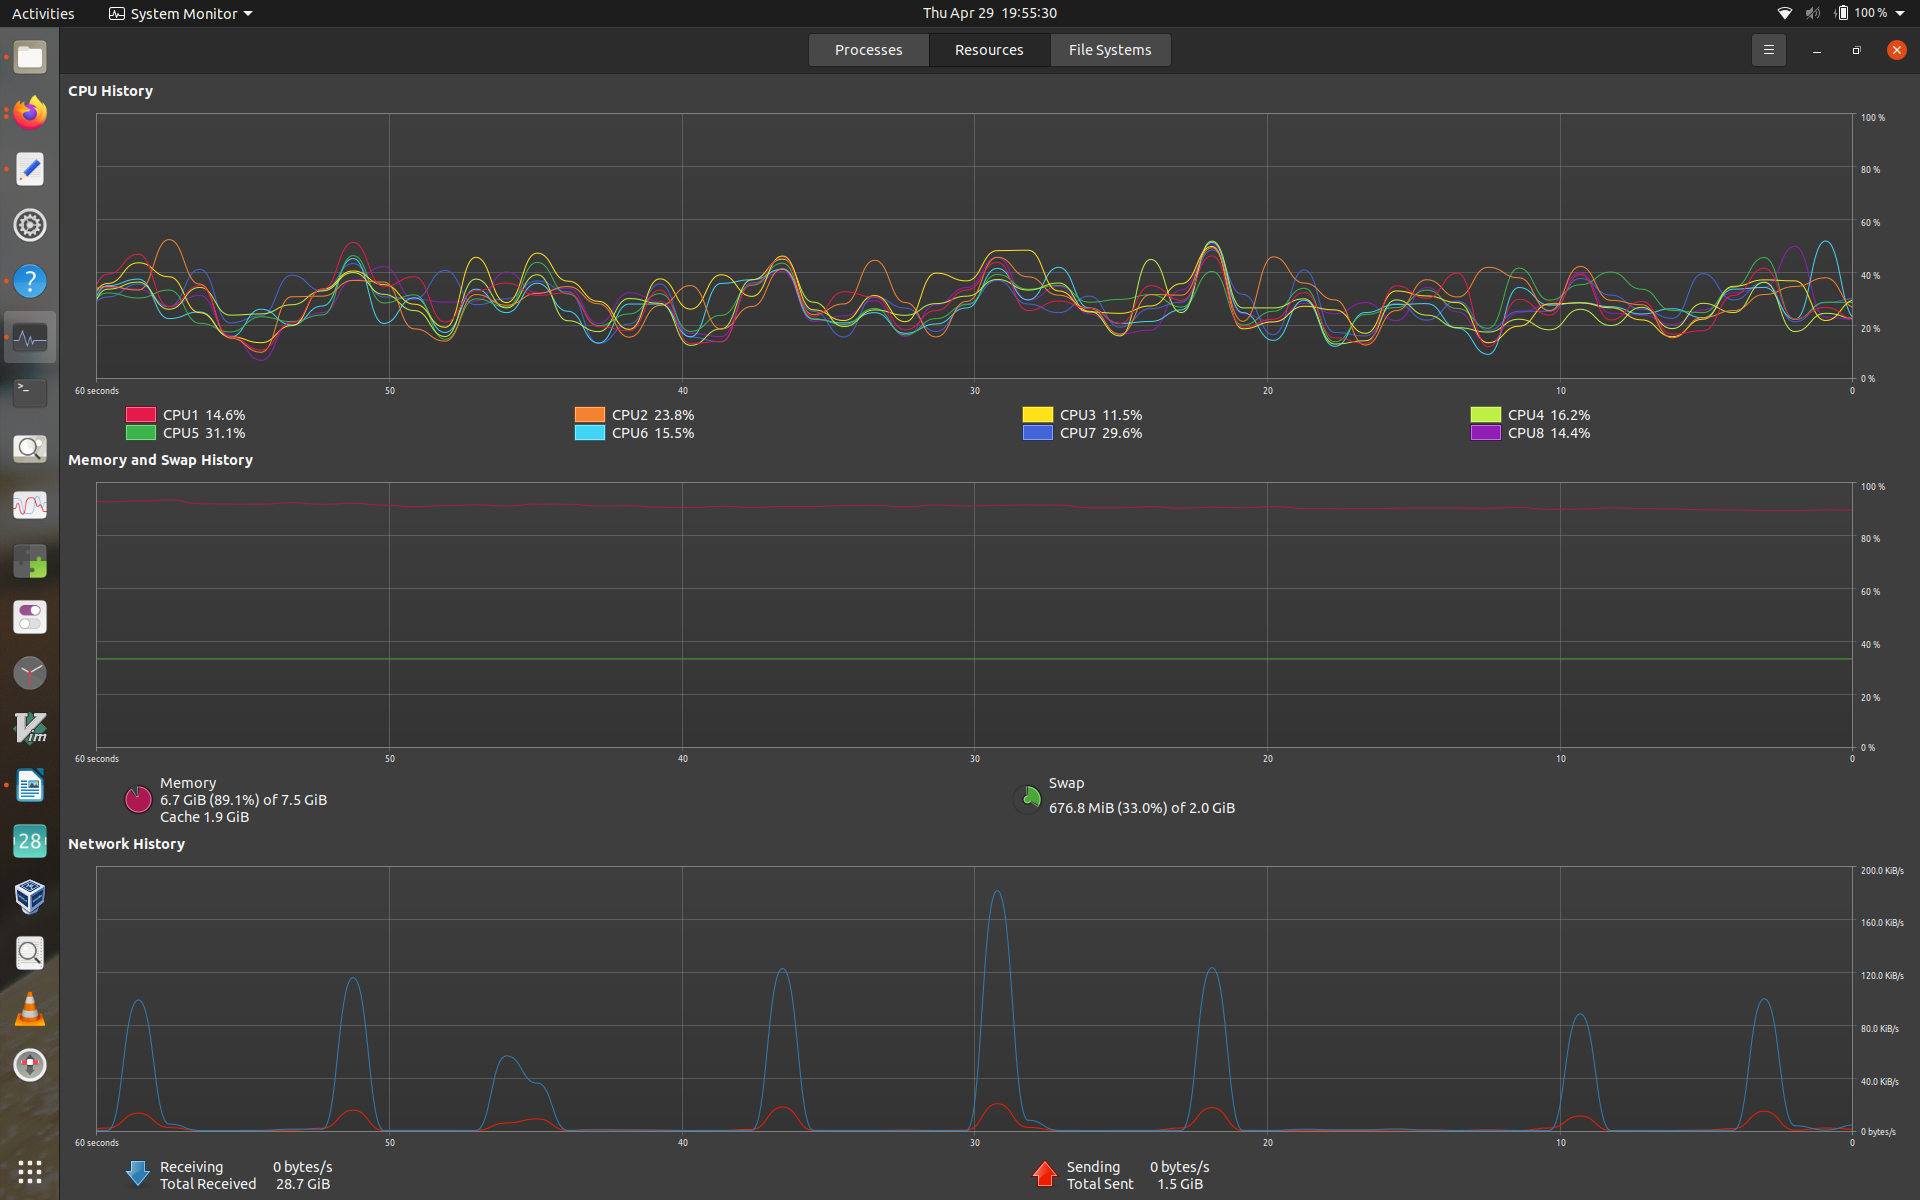 Activities System Monitor Thu Apr 29 19:55:30 100 %
Processes Resources File Systems
CPU History
100 %
80 %
60 %
40 %
20 %
0 %
60 seconds 50 40 30 20 10 0
CPU1 14.6% CPU2 23.8% CPU3 11.5% CPU4 16.2%
CPU5 31.1% CPU6 15.5% CPU7 29.6% CPU8 14.4%
Memory and Swap History
100 %
80 %
60 %
40 %
20 %
0 %
60 seconds 50 40 30 20 10 0
Memory
6.7 GiB (89.1%) of 7.5 GiB
Cache 1.9 GiB
Swap
676.8 MiB (33.0%) of 2.0 GiB
Network History
200.0 KiB/s
160.0 KiB/s
120.0 KiB/s
80.0 KiB/s
40.0 KiB/s
0 bytes/s
60 seconds 50 40 30 20 10 0
Receiving 0 bytes/s
Total Received 28.7 GiB
Sending 0 bytes/s
Total Sent 1.5 GiB
?
>_
Vim
28